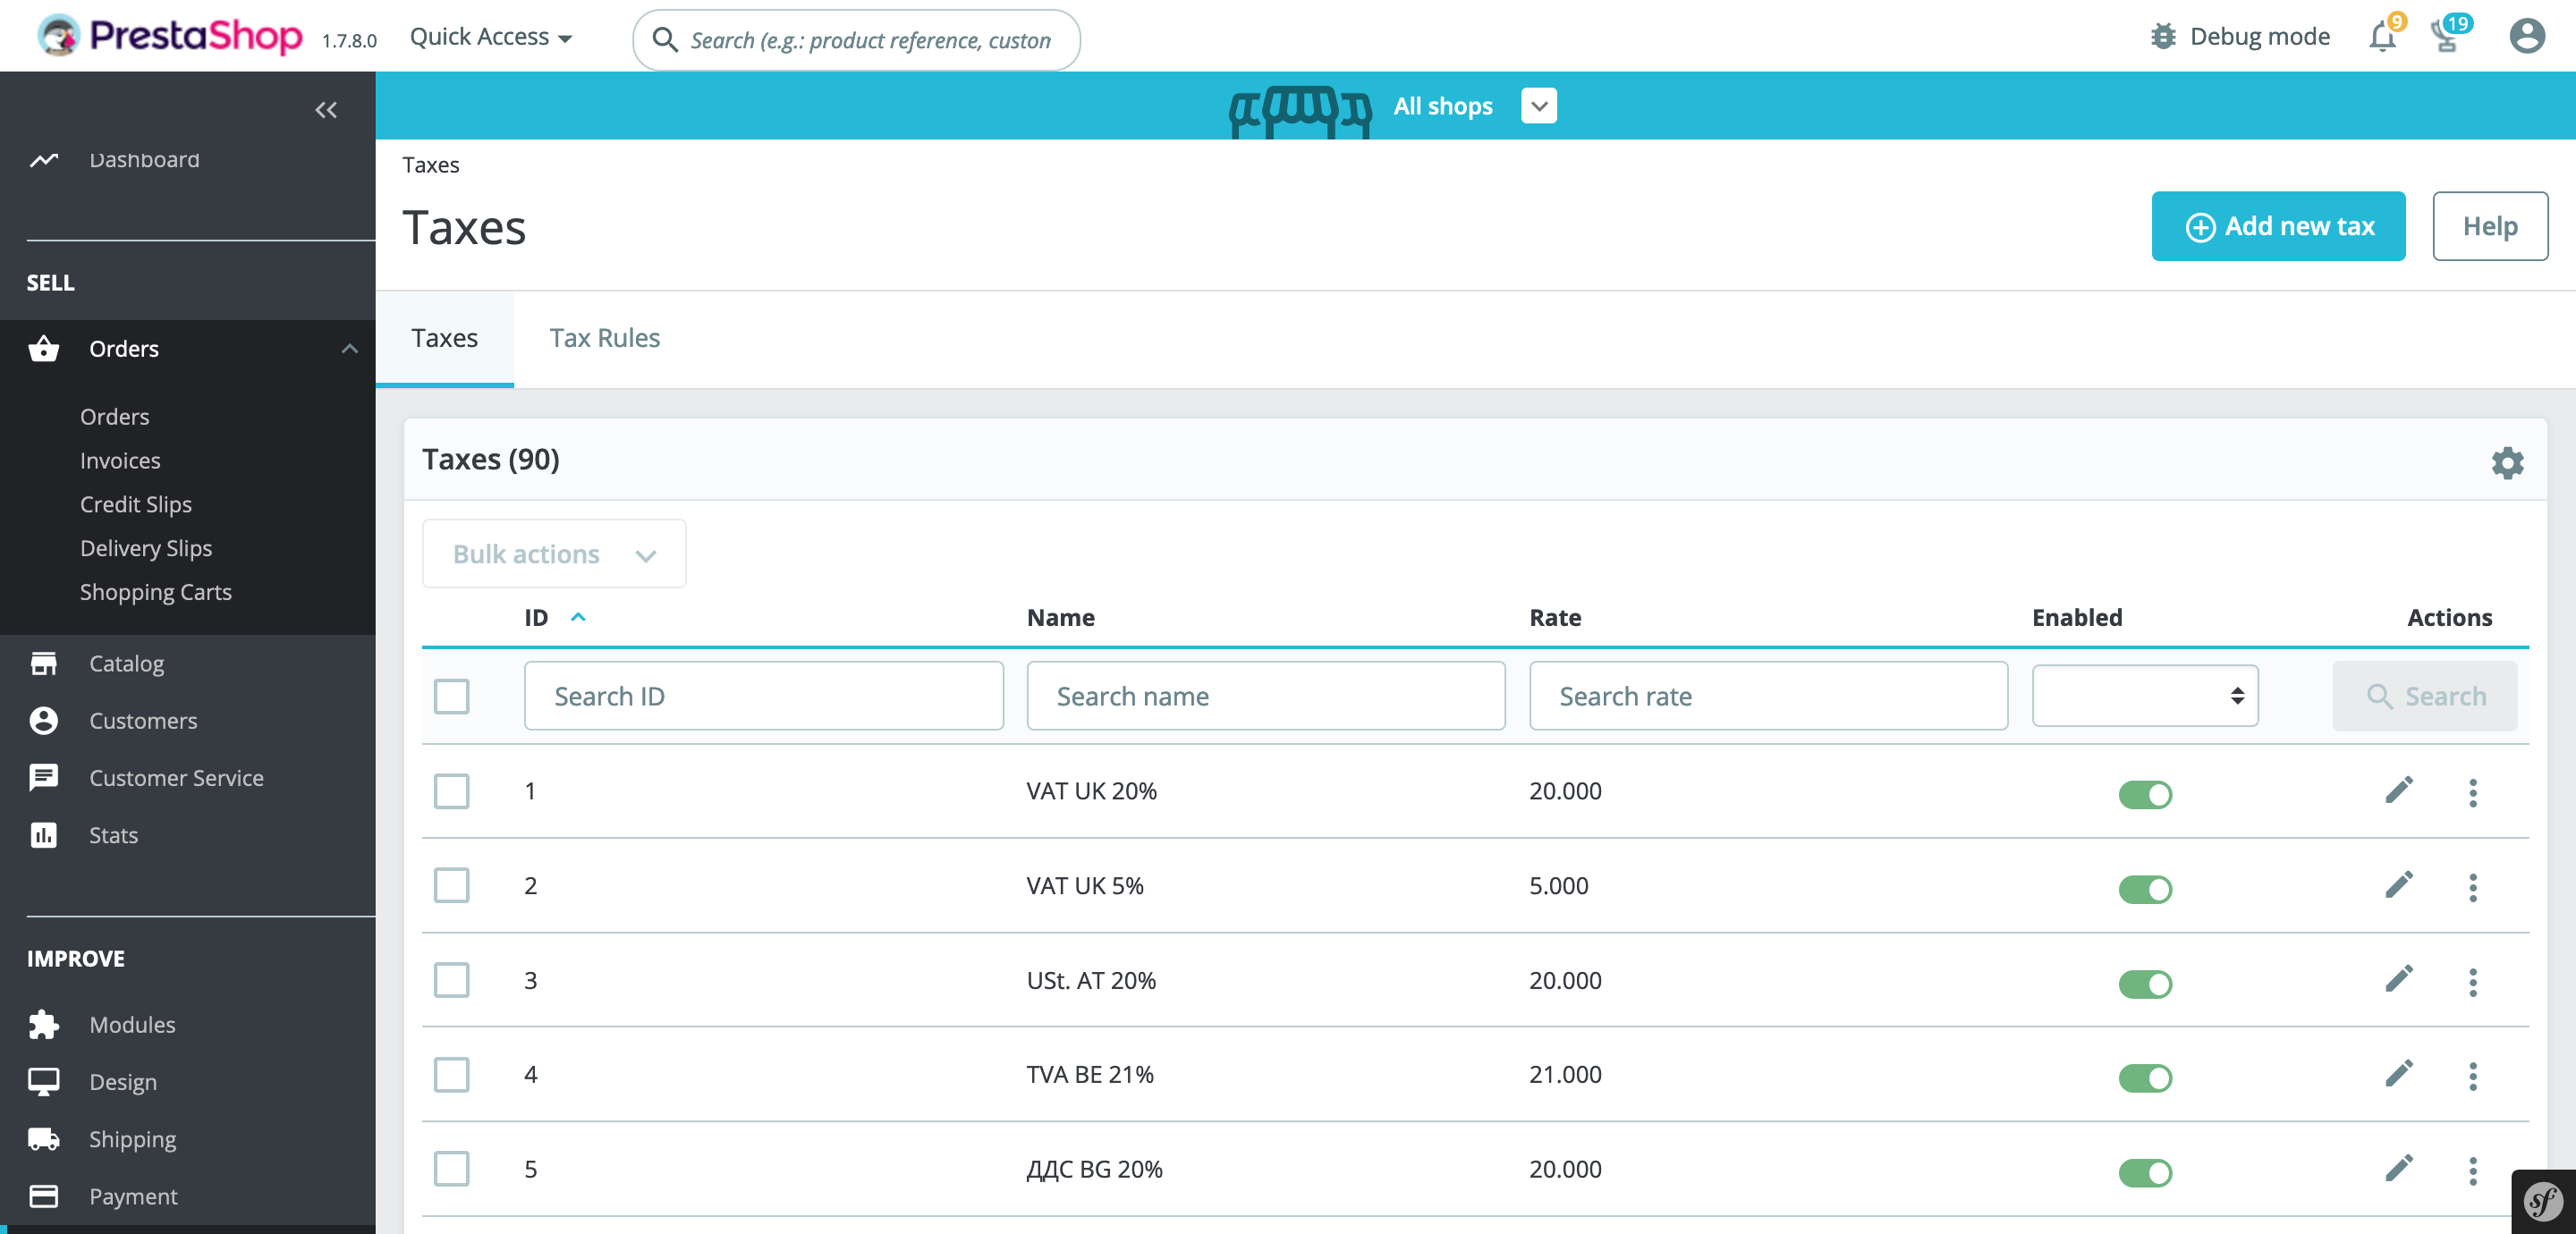 PrestaShop 1.7.8.0 Quick Access Search (e.g.: product reference, custon Debug mode 9 19
All shops
Dashboard
SELL
Orders
Orders
Invoices
Credit Slips
Delivery Slips
Shopping Carts
Catalog
Customers
Customer Service
Stats
IMPROVE
Modules
Design
Shipping
Payment
Taxes
Taxes
Add new tax Help
Taxes Tax Rules
Taxes (90)
Bulk actions
ID Name Rate Enabled Actions
Search ID Search name Search rate Search
1 VAT UK 20% 20.000
2 VAT UK 5% 5.000
3 USt. AT 20% 20.000
4 TVA BE 21% 21.000
5 ДДС BG 20% 20.000
sf